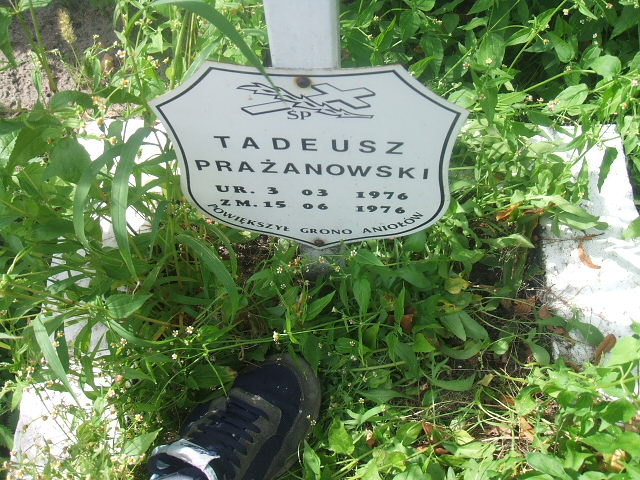 SP
TADEUSZ
PRAŻANOWSKI
UR. 3 03 1976
ZM. 15 06 1976
POWIĘKSZYŁ GRONO ANIOŁÓW